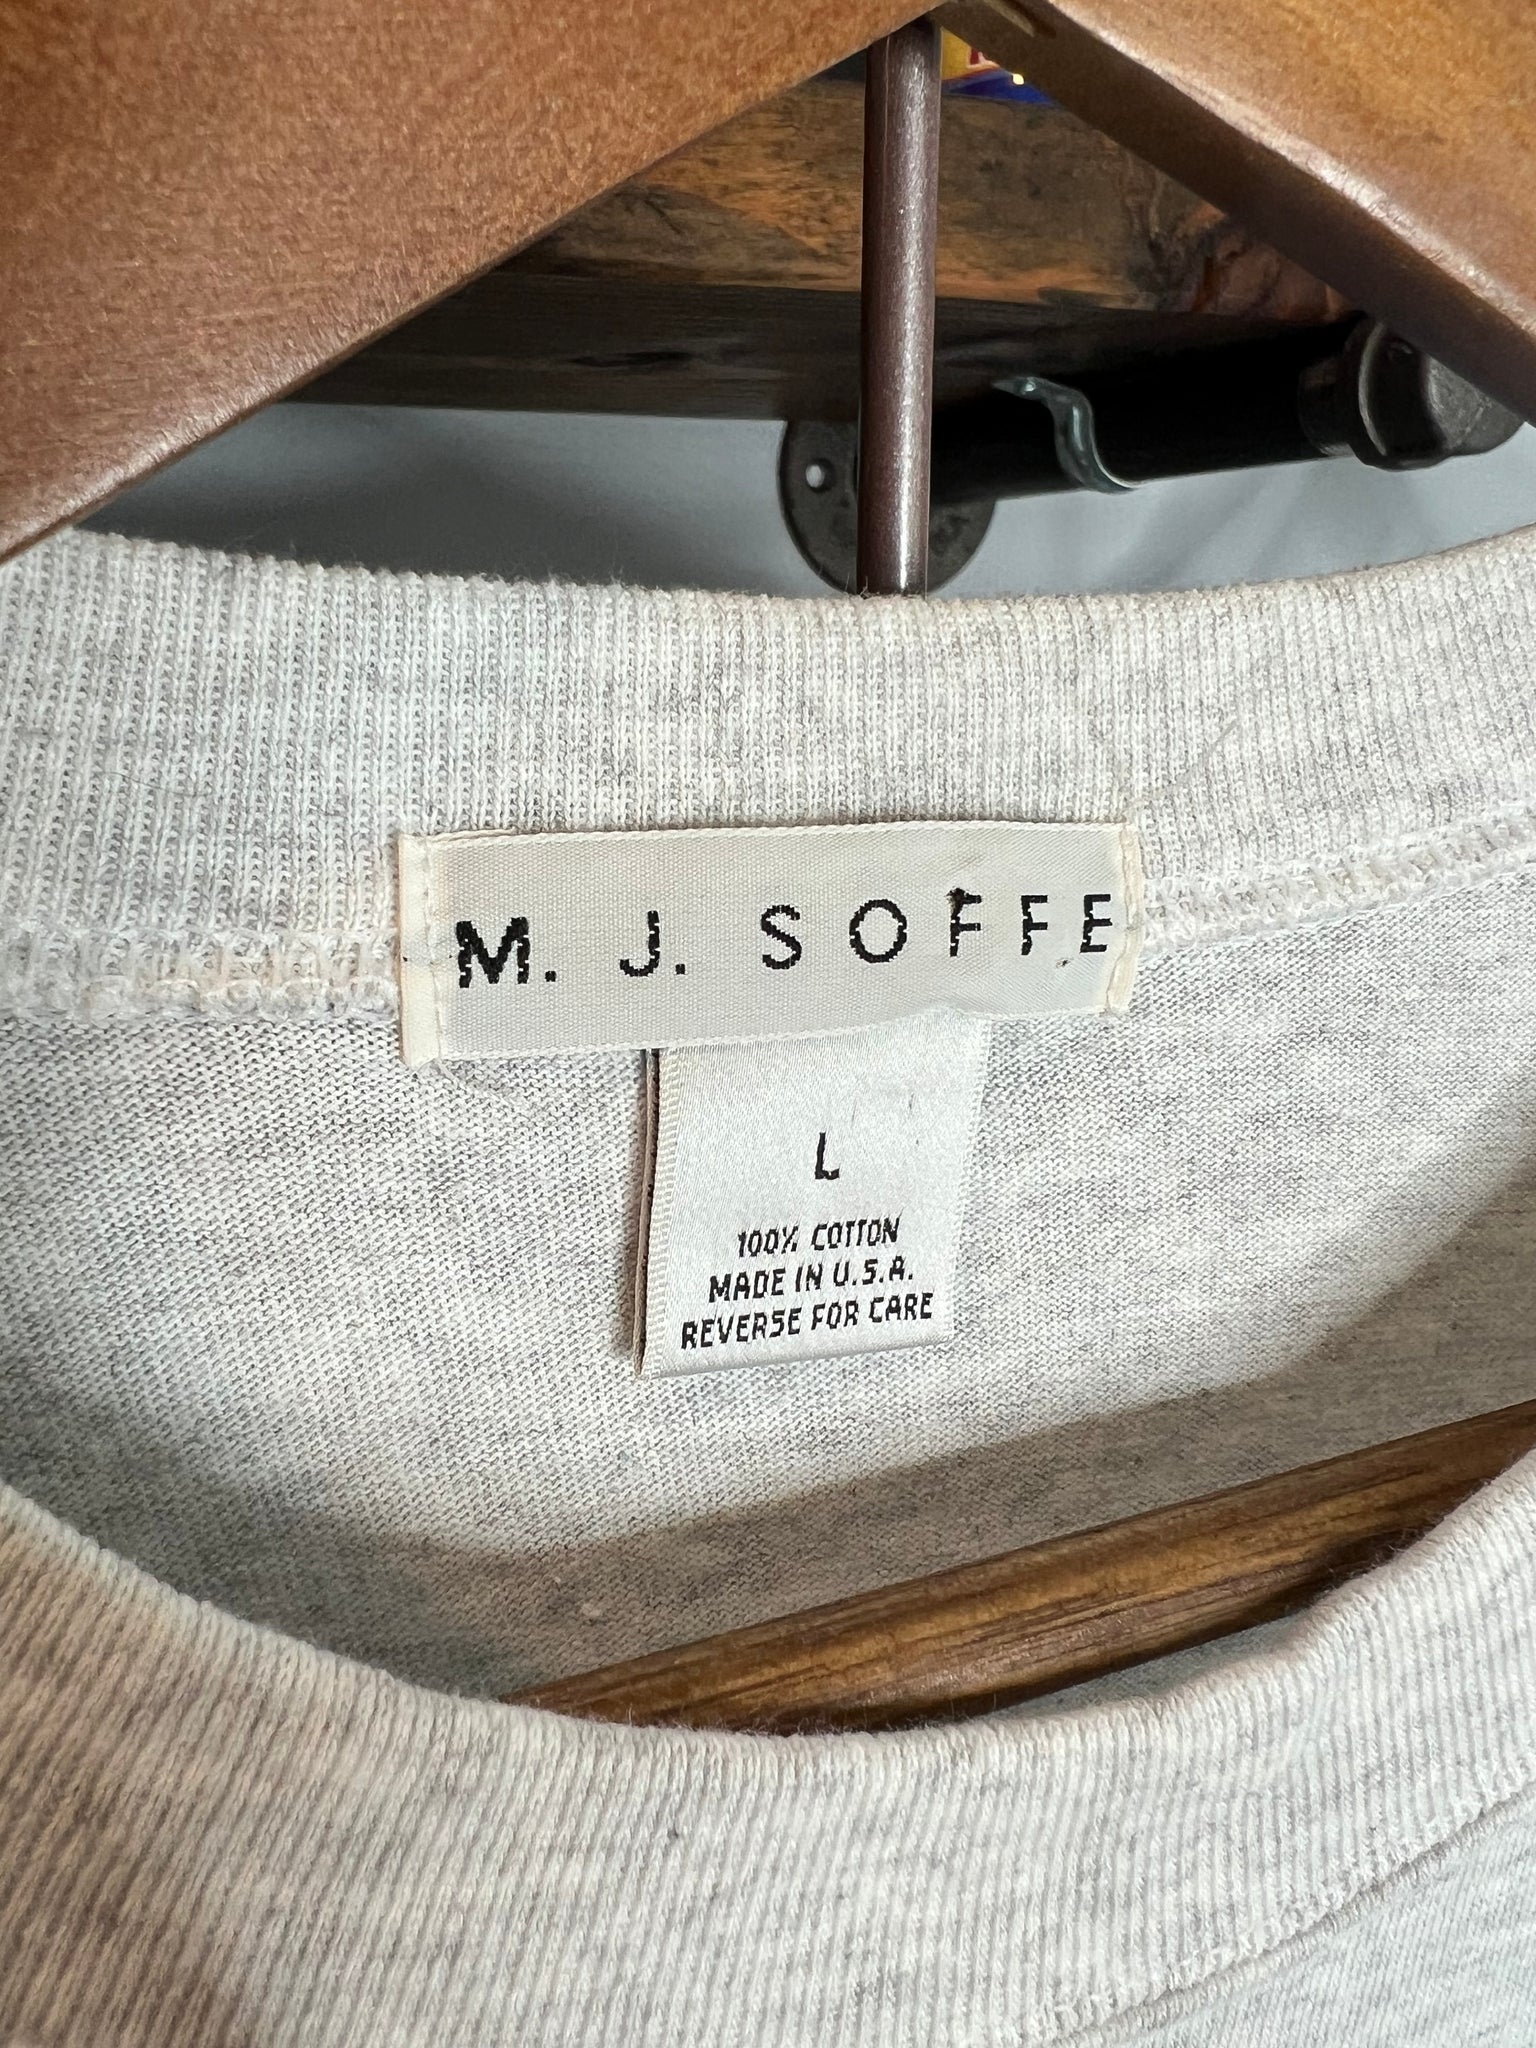 M. J. SOFFE
L
100% COTTON
MADE IN U.S.A.
REVERSE FOR CARE